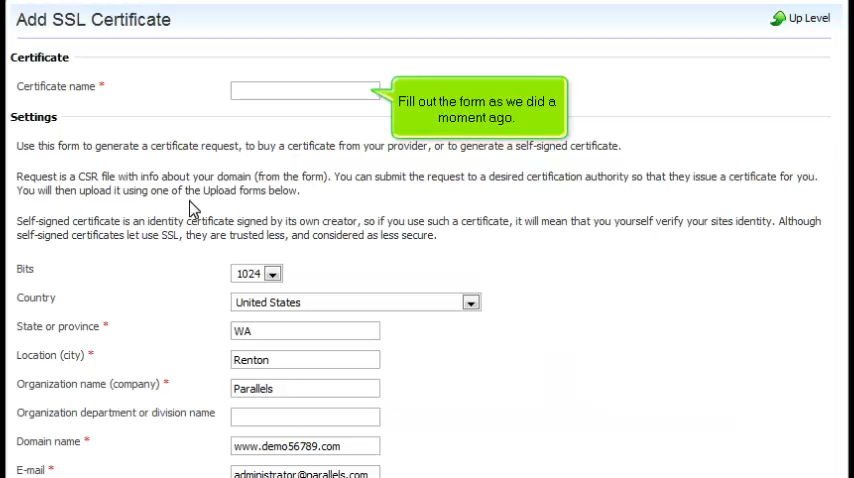 Add SSL Certificate
Up Level
Certificate
Certificate name *
Fill out the form as we did a
moment ago.
Settings
Use this form to generate a certificate request, to buy a certificate from your provider, or to generate a self-signed certificate.
Request is a CSR file with info about your domain (from the form). You can submit the request to a desired certification authority so that they issue a certificate for you.
You will then upload it using one of the Upload forms below.
Self-signed certificate is an identity certificate signed by its own creator, so if you use such a certificate, it will mean that you yourself verify your sites identity. Although
self-signed certificates let use SSL, they are trusted less, and considered as less secure.
Bits 1024
Country United States
State or province * WA
Location (city) * Renton
Organization name (company) * Parallels
Organization department or division name
Domain name * www.demo56789.com
E-mail * administrator@parallels.com